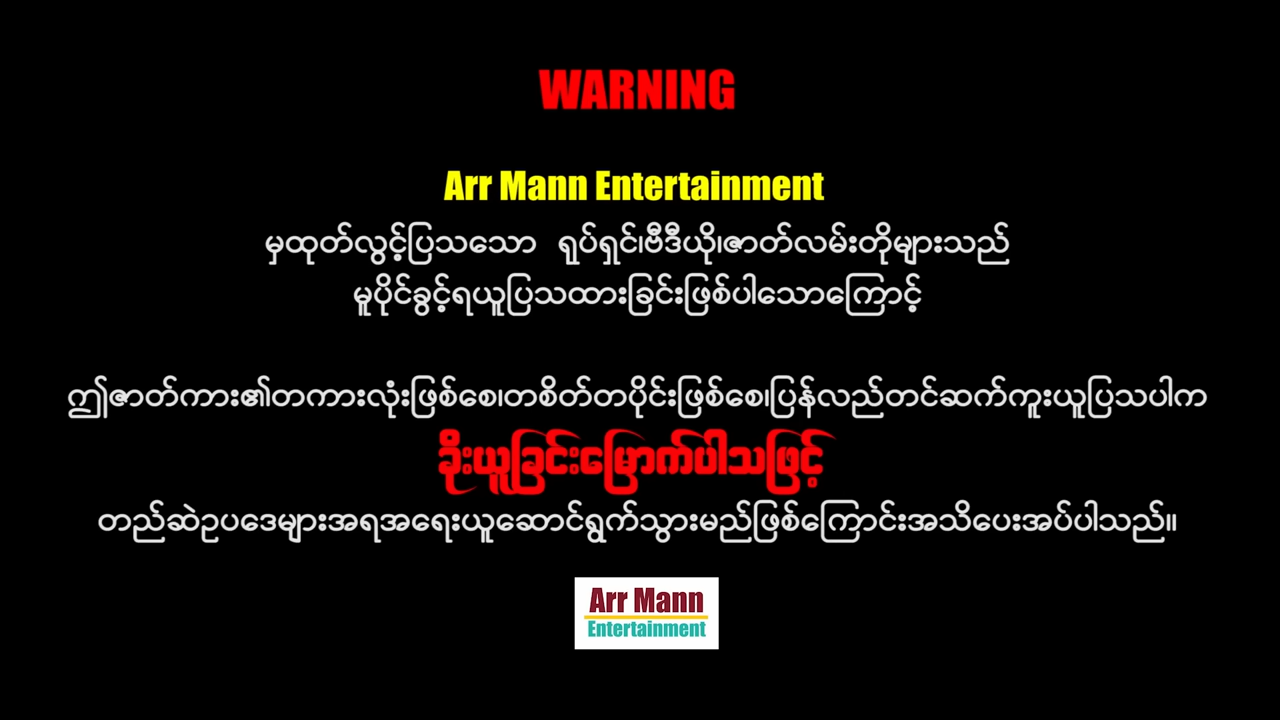 WARNING
Arr Mann Entertainment
မှထုတ်လွှင့်ပြသသော ရုပ်ရှင်၊ဗီဒီယို၊ဇာတ်လမ်းတိုများသည်
မူပိုင်ခွင့်ရယူပြသထားခြင်းဖြစ်ပါသောကြောင့်
ဤဇာတ်ကား၏တကားလုံးဖြစ်စေ၊တစိတ်တပိုင်းဖြစ်စေ၊ပြန်လည်တင်ဆက်ကူးယူပြသပါက
ခိုးယူခြင်းမြောက်ပါသဖြင့်
တည်ဆဲဥပဒေများအရအရေးယူဆောင်ရွက်သွားမည်ဖြစ်ကြောင်းအသိပေးအပ်ပါသည်။
Arr Mann
Entertainment